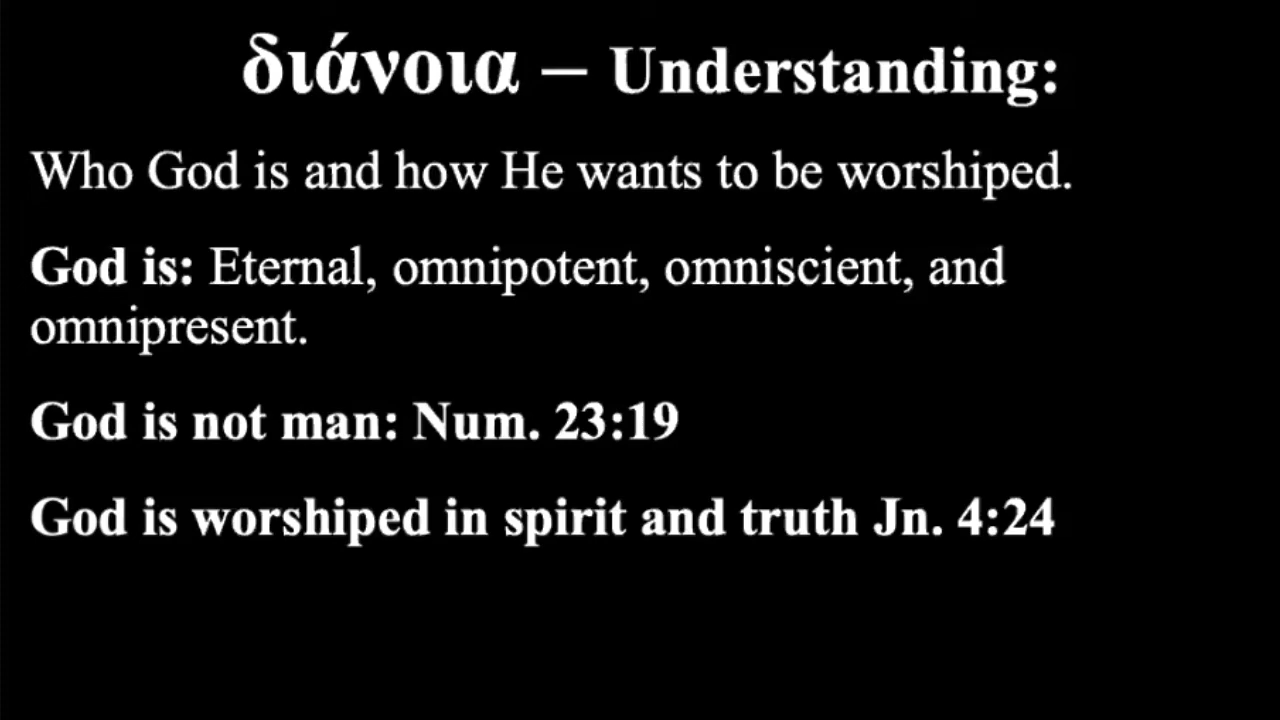 διάνοια – Understanding:
Who God is and how He wants to be worshiped.
God is: Eternal, omnipotent, omniscient, and
omnipresent.
God is not man: Num. 23:19
God is worshiped in spirit and truth Jn. 4:24